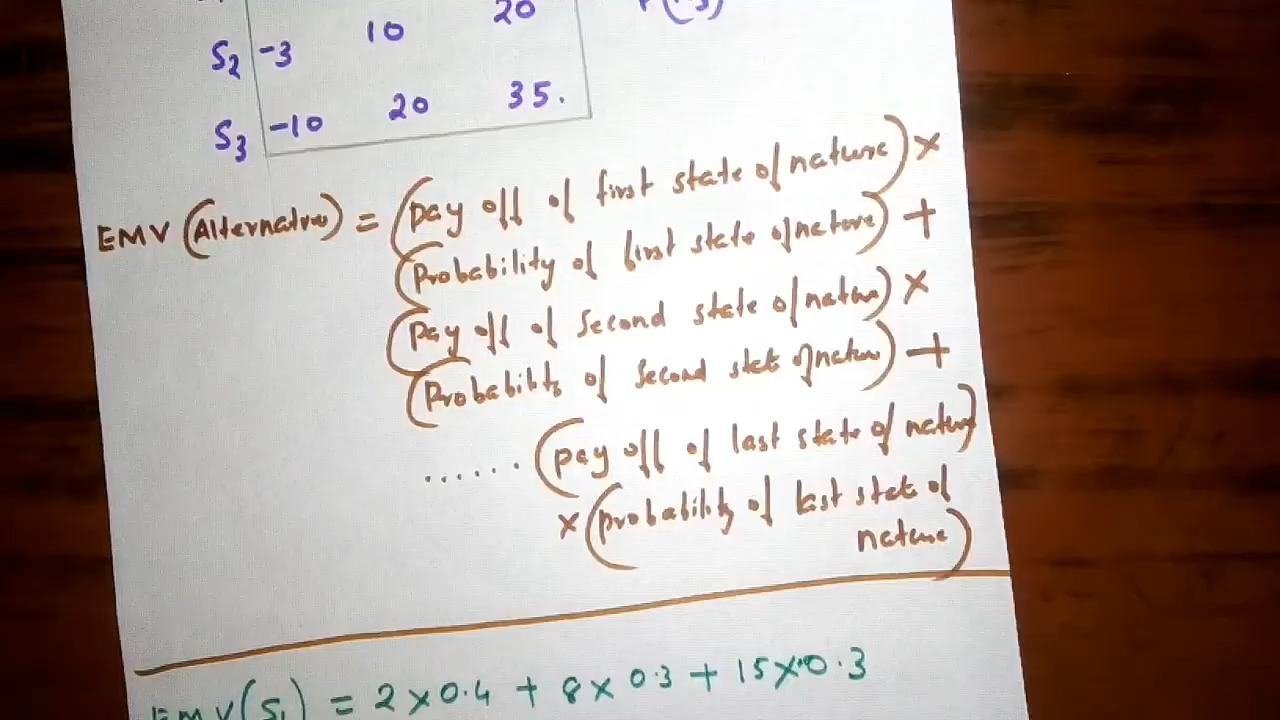 20
S2 -3 10
S3 -10 20 35.
EMV (Alternatives) = (Pay off of first state of nature) ×
(Probability of first state of nature) +
(Pay off of Second state of nature) ×
(Probability of Second state of nature) +
...... (pay off of last state of nature)
× (probability of last state of
nature)
EMV(S1) = 2 × 0.4 + 8 × 0.3 + 15 × 0.3